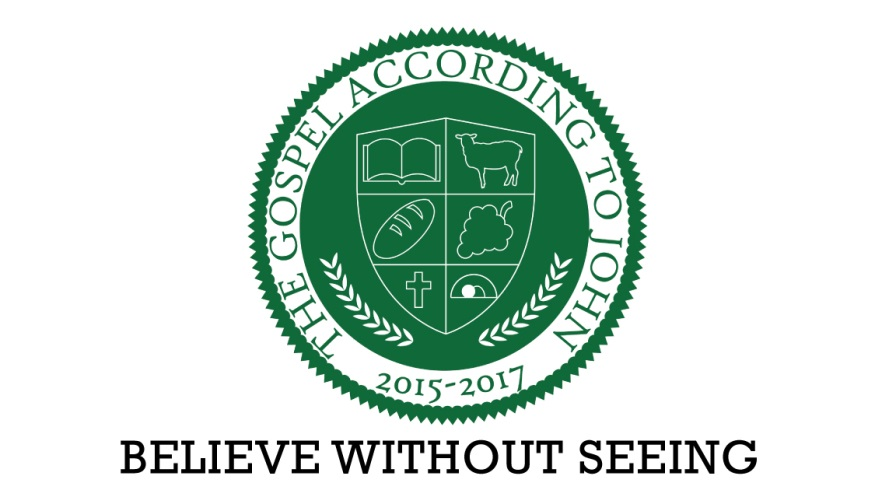 THE GOSPEL ACCORDING TO JOHN
2015-2017
BELIEVE WITHOUT SEEING